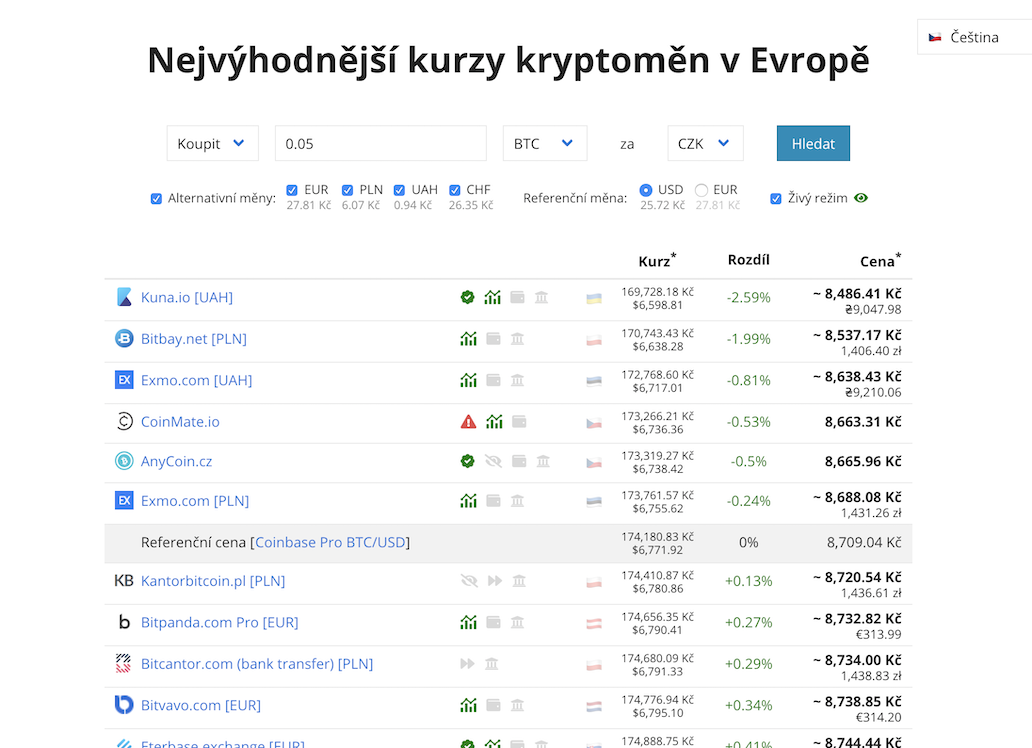 Čeština
Nejvýhodnější kurzy kryptoměn v Evropě
Koupit 0.05 BTC za CZK Hledat
Alternativní měny: EUR PLN UAH CHF Referenční měna: USD EUR Živý režim
27.81 Kč 6.07 Kč 0.94 Kč 26.35 Kč 25.72 Kč 27.81 Kč
Kurz* Rozdíl Cena*
Kuna.io [UAH] 169,728.18 Kč -2.59% ~ 8,486.41 Kč
$6,598.81 ₴9,047.98
Bitbay.net [PLN] 170,743.43 Kč -1.99% ~ 8,537.17 Kč
$6,638.28 1,406.40 zł
EX Exmo.com [UAH] 172,768.60 Kč -0.81% ~ 8,638.43 Kč
$6,717.01 ₴9,210.06
CoinMate.io 173,266.21 Kč -0.53% 8,663.31 Kč
$6,736.36
AnyCoin.cz 173,319.27 Kč -0.5% 8,665.96 Kč
$6,738.42
EX Exmo.com [PLN] 173,761.57 Kč -0.24% ~ 8,688.08 Kč
$6,755.62 1,431.26 zł
Referenční cena [Coinbase Pro BTC/USD] 174,180.83 Kč 0% 8,709.04 Kč
$6,771.92
KB Kantorbitcoin.pl [PLN] 174,410.87 Kč +0.13% ~ 8,720.54 Kč
$6,780.86 1,436.61 zł
b Bitpanda.com Pro [EUR] 174,656.35 Kč +0.27% ~ 8,732.82 Kč
$6,790.41 €313.99
Bitcantor.com (bank transfer) [PLN] 174,680.09 Kč +0.29% ~ 8,734.00 Kč
$6,791.33 1,438.83 zł
Bitvavo.com [EUR] 174,776.94 Kč +0.34% ~ 8,738.85 Kč
$6,795.10 €314.20
Eterbase exchange [EUR] 174,888.75 Kč +0.41% ~ 8,744.44 Kč